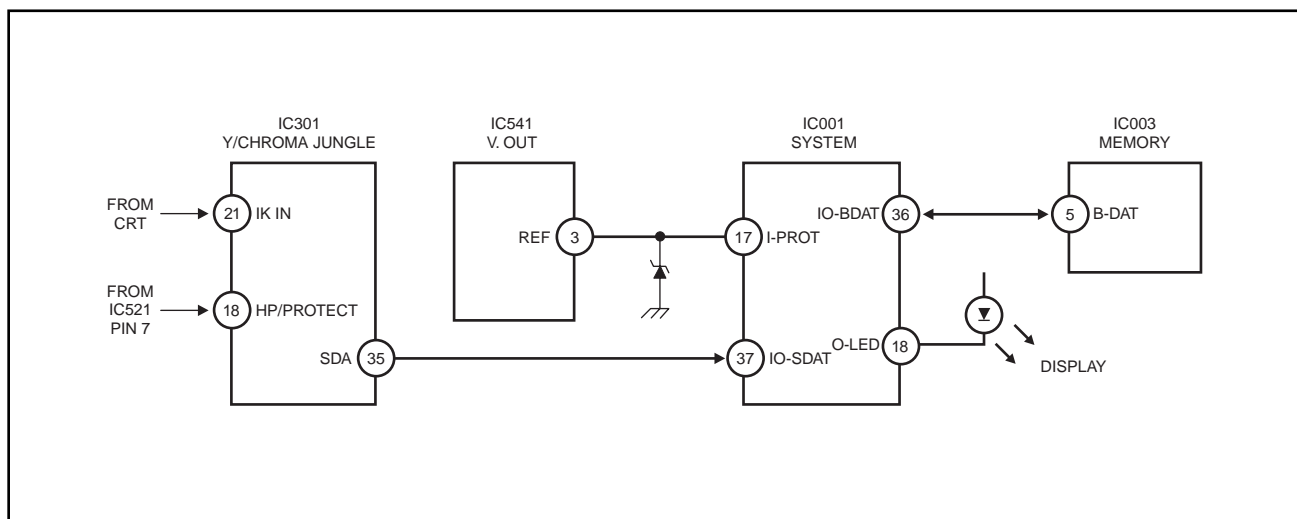 IC301
Y/CHROMA JUNGLE
IC541
V. OUT
IC001
SYSTEM
IC003
MEMORY
FROM
CRT
21 IK IN
REF 3
17 I-PROT
IO-BDAT 36
5 B-DAT
FROM
IC521
PIN 7
18 HP/PROTECT
SDA 35
37 IO-SDAT
O-LED 18
DISPLAY